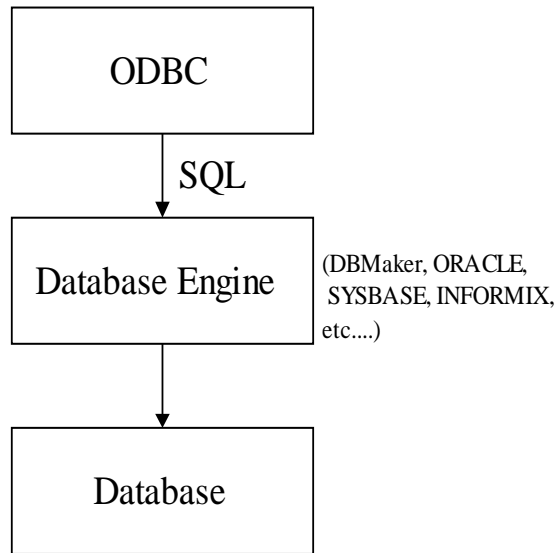 ODBC
SQL
Database Engine
(DBMaker, ORACLE,
SYSBASE, INFORMIX,
etc....)
Database